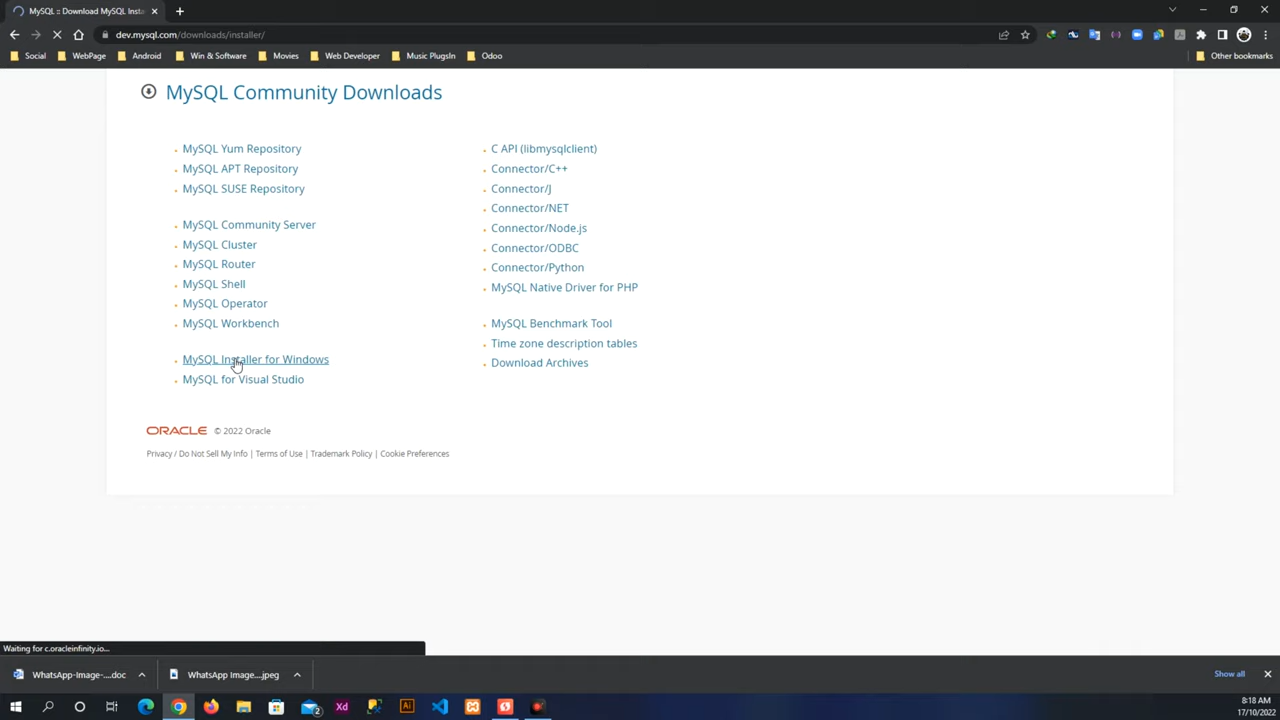 MySQL :: Download MySQL Insta
dev.mysql.com/downloads/installer/
Social
WebPage
Android
Win & Software
Movies
Web Developer
Music PlugsIn
Odoo
Other bookmarks
MySQL Community Downloads
MySQL Yum Repository
MySQL APT Repository
MySQL SUSE Repository
MySQL Community Server
MySQL Cluster
MySQL Router
MySQL Shell
MySQL Operator
MySQL Workbench
MySQL Installer for Windows
MySQL for Visual Studio
C API (libmysqlclient)
Connector/C++
Connector/J
Connector/NET
Connector/Node.js
Connector/ODBC
Connector/Python
MySQL Native Driver for PHP
MySQL Benchmark Tool
Time zone description tables
Download Archives
ORACLE © 2022 Oracle
Privacy / Do Not Sell My Info | Terms of Use | Trademark Policy | Cookie Preferences
Waiting for c.oracleinfinity.io...
WhatsApp-Image-....doc
WhatsApp Image....jpeg
Show all
2
Xd
Ai
8:18 AM
17/10/2022